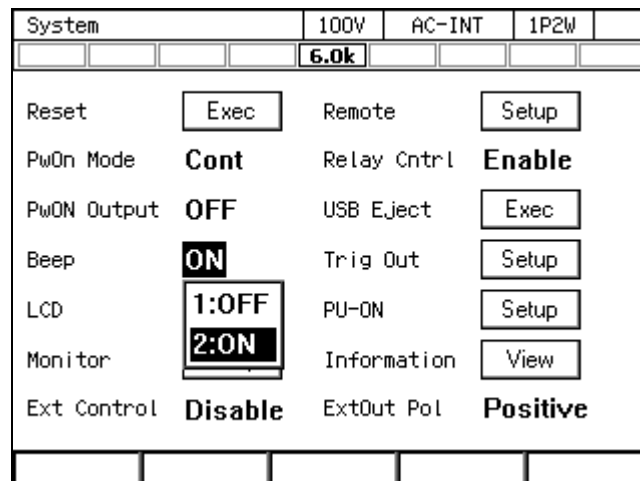 System 100V AC-INT 1P2W
6.0k
Reset Exec Remote Setup
PwOn Mode Cont Relay Cntrl Enable
PwON Output OFF USB Eject Exec
Beep ON Trig Out Setup
LCD 1:OFF PU-ON Setup
Monitor 2:ON Information View
Ext Control Disable ExtOut Pol Positive